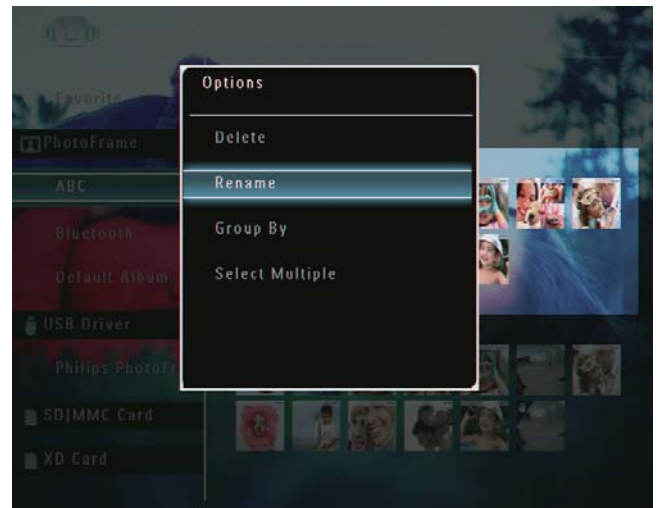 Favorite
PhotoFrame
ABC
Bluetooth
Default Album
USB Driver
Philips
SD|MMC Card
XD Card
Options
Delete
Rename
Group By
Select Multiple